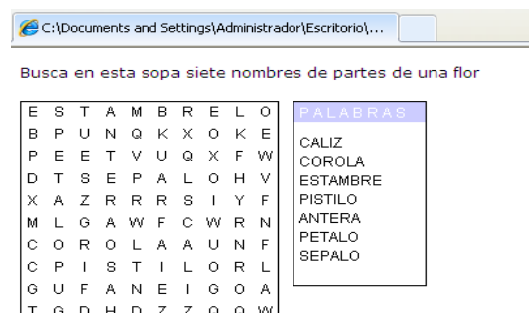 C:\Documents and Settings\Administrador\Escritorio\...
Busca en esta sopa siete nombres de partes de una flor
E S T A M B R E L O
B P U N Q K X O K E
P E E T V U Q X F W
D T S E P A L O H V
X A Z R R R S I Y F
M L G A W F C W R N
C O R O L A A U N F
C P I S T I L O R L
G U F A N E I G O A
T G D H D Z Z O O W
PALABRAS
CALIZ
COROLA
ESTAMBRE
PISTILO
ANTERA
PETALO
SEPALO